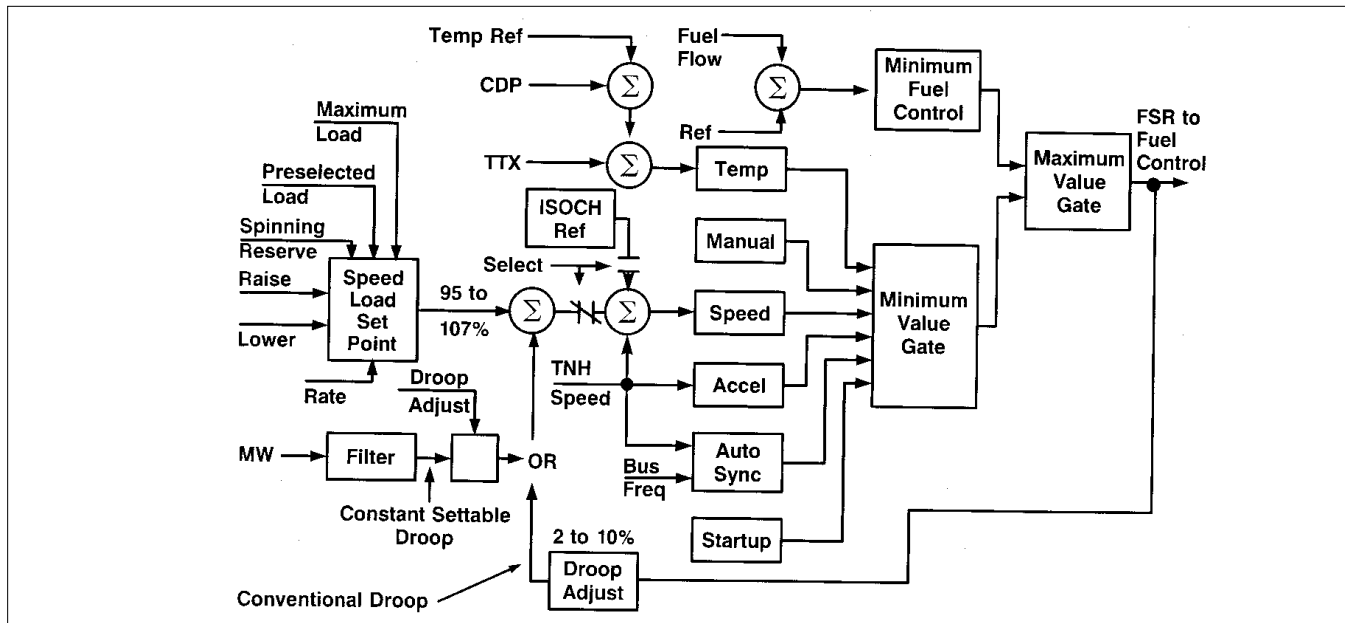 Temp Ref
CDP
TTX
Σ
Σ
Fuel
Flow
Σ
Ref
Minimum
Fuel
Control
Maximum
Value
Gate
FSR to
Fuel
Control
Maximum
Load
Preselected
Load
Spinning
Reserve
Raise
Lower
Rate
Speed
Load
Set
Point
95 to
107%
Σ
Select
ISOCH
Ref
Σ
TNH
Speed
Temp
Manual
Speed
Accel
Auto
Sync
Bus
Freq
Startup
Minimum
Value
Gate
Droop
Adjust
MW
Filter
OR
Constant Settable
Droop
2 to 10%
Droop
Adjust
Conventional Droop